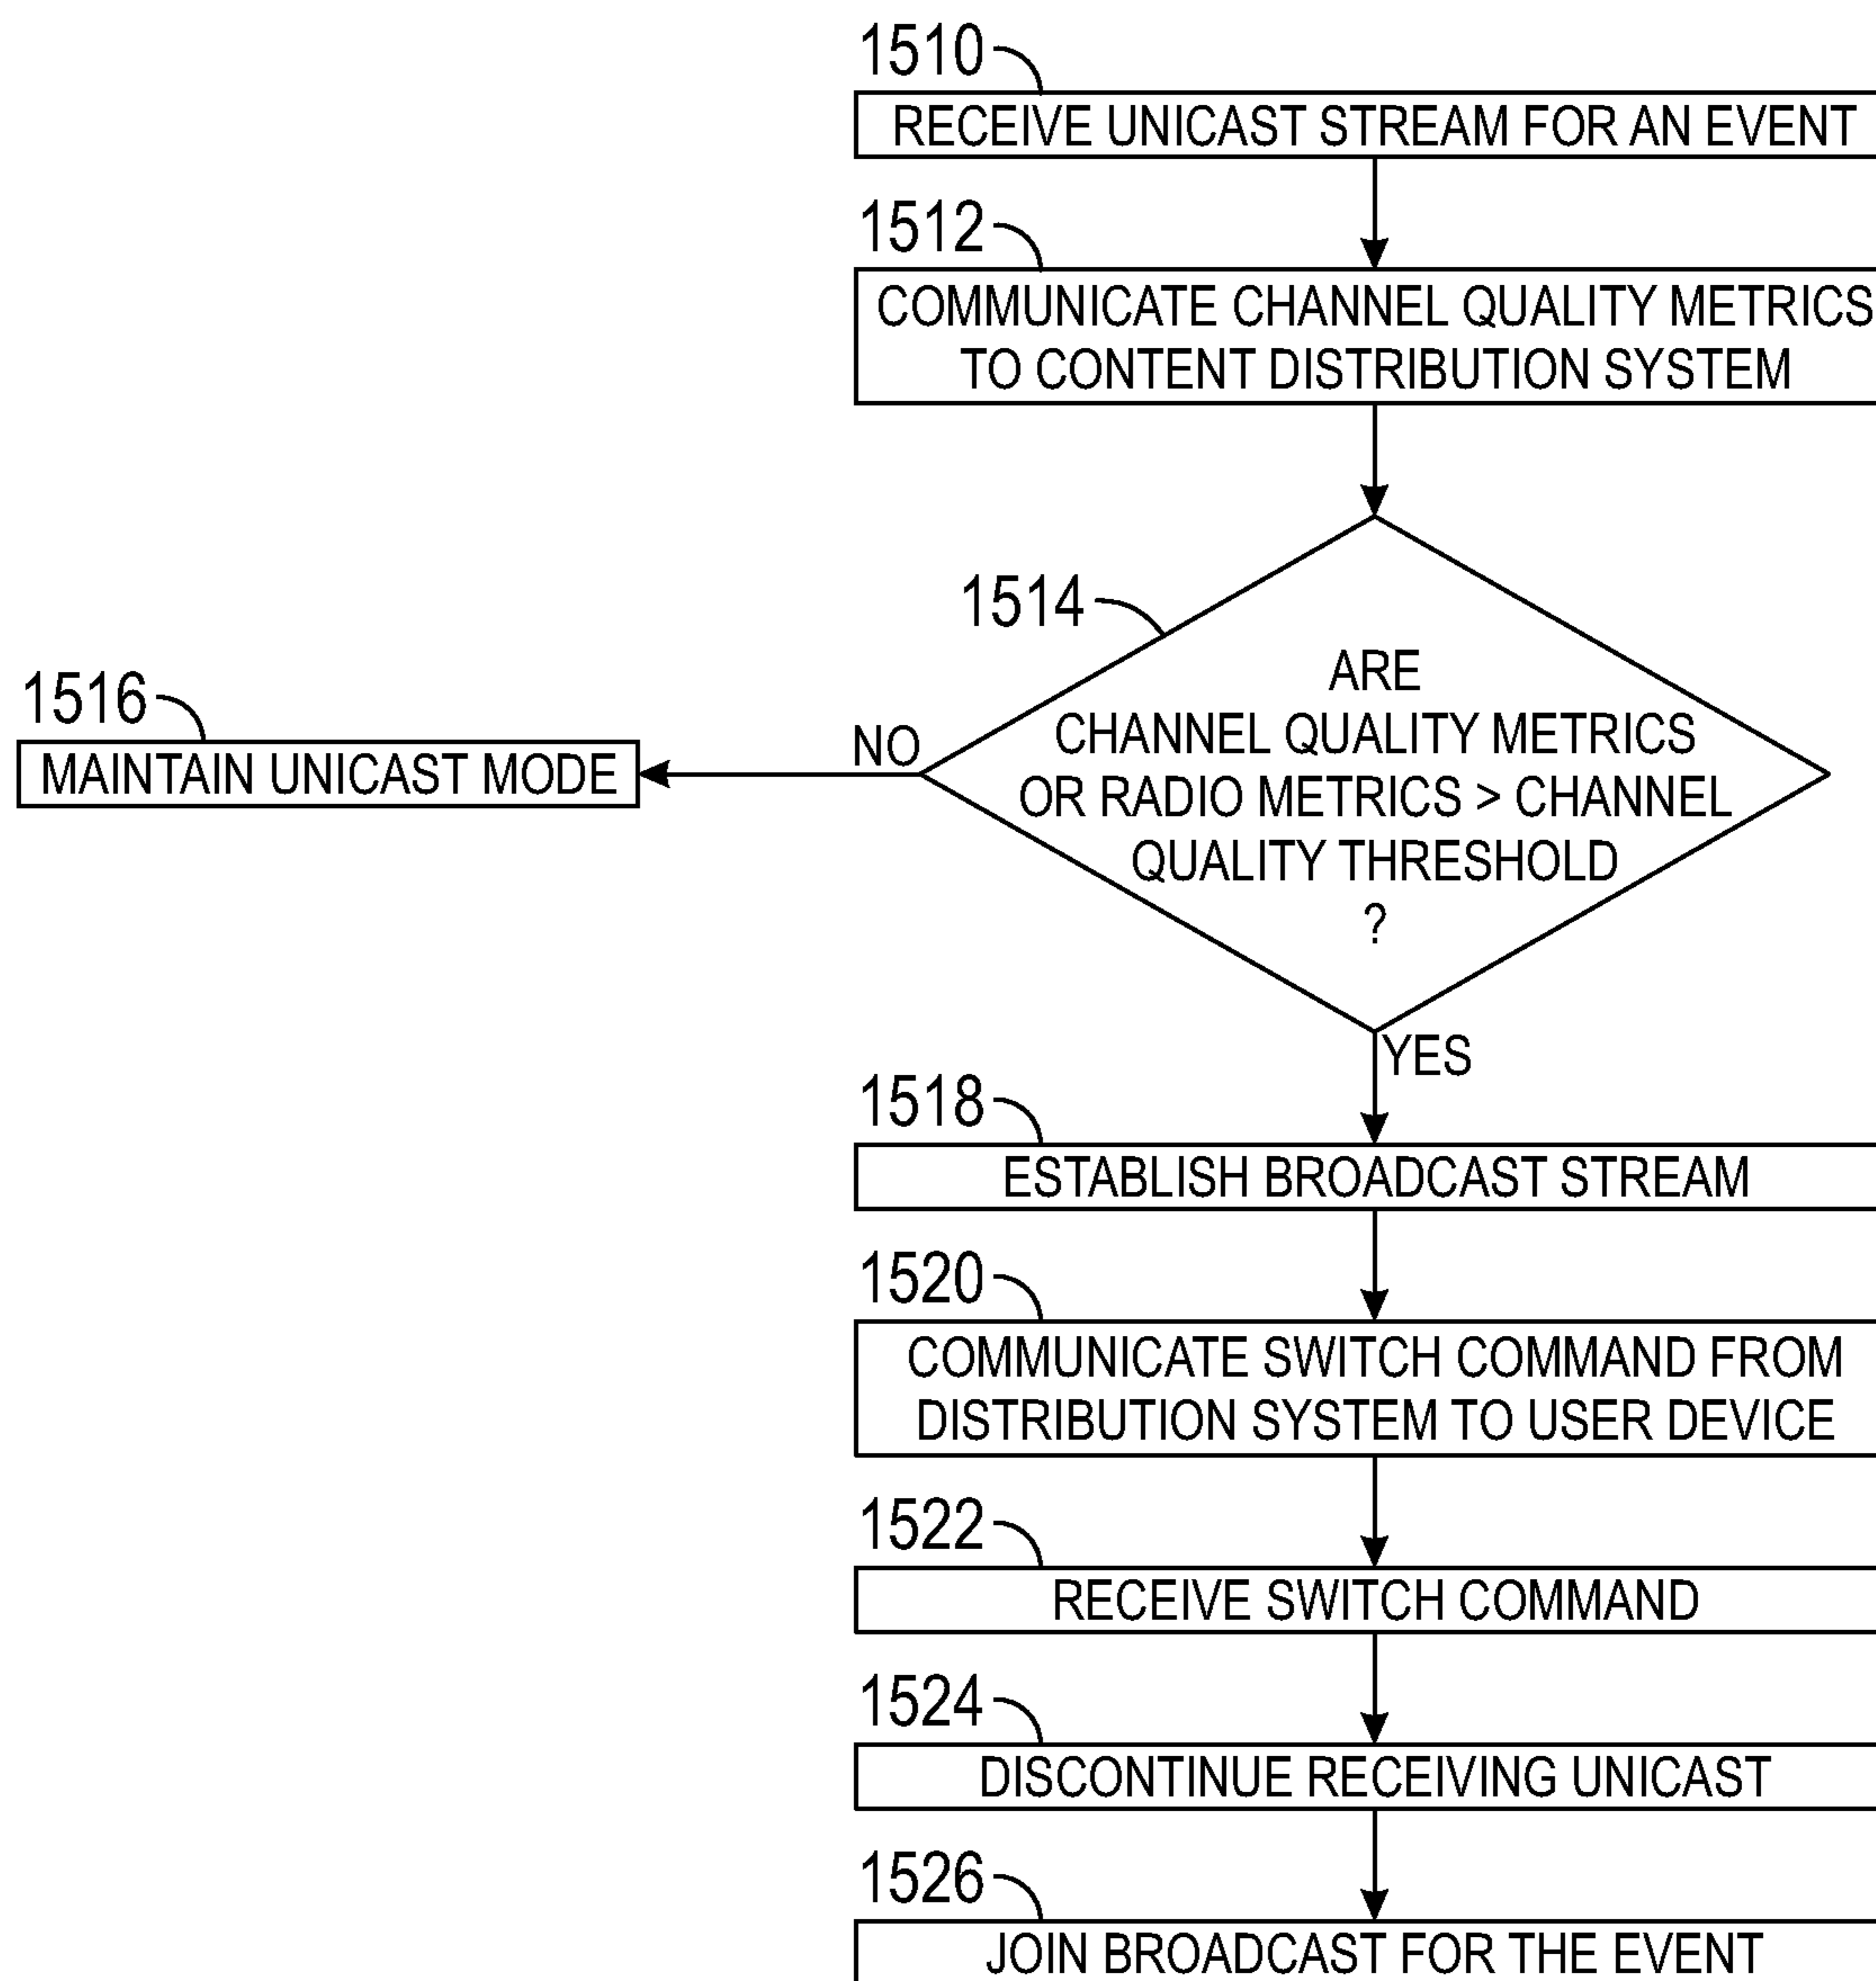 1510
RECEIVE UNICAST STREAM FOR AN EVENT
1512
COMMUNICATE CHANNEL QUALITY METRICS
TO CONTENT DISTRIBUTION SYSTEM
1514
ARE
CHANNEL QUALITY METRICS
OR RADIO METRICS > CHANNEL
QUALITY THRESHOLD
?
NO
1516
MAINTAIN UNICAST MODE
YES
1518
ESTABLISH BROADCAST STREAM
1520
COMMUNICATE SWITCH COMMAND FROM
DISTRIBUTION SYSTEM TO USER DEVICE
1522
RECEIVE SWITCH COMMAND
1524
DISCONTINUE RECEIVING UNICAST
1526
JOIN BROADCAST FOR THE EVENT